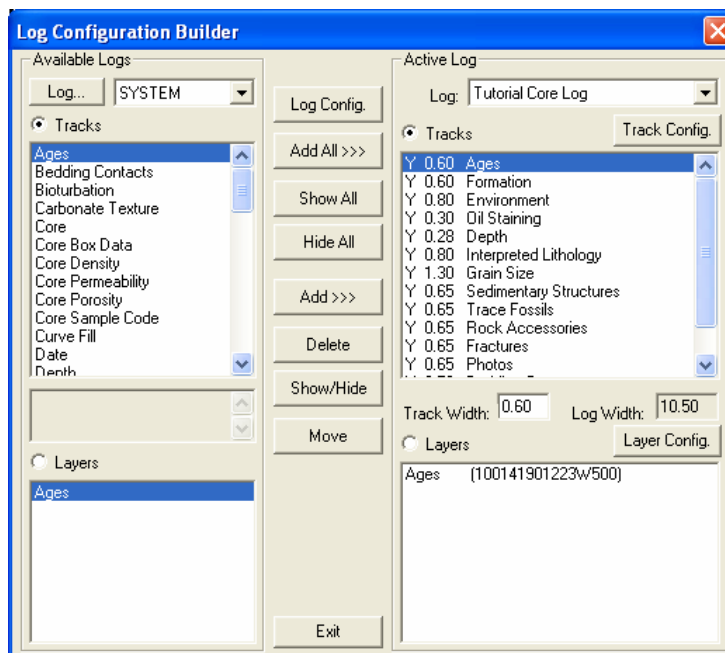 Log Configuration Builder
Available Logs
Log... SYSTEM
Tracks
Ages
Bedding Contacts
Bioturbation
Carbonate Texture
Core
Core Box Data
Core Density
Core Permeability
Core Porosity
Core Sample Code
Curve Fill
Date
Depth
Layers
Ages
Log Config.
Add All >>>
Show All
Hide All
Add >>>
Delete
Show/Hide
Move
Exit
Active Log
Log: Tutorial Core Log
Tracks Track Config.
Y 0.60 Ages
Y 0.60 Formation
Y 0.80 Environment
Y 0.30 Oil Staining
Y 0.28 Depth
Y 0.80 Interpreted Lithology
Y 1.30 Grain Size
Y 0.65 Sedimentary Structures
Y 0.65 Trace Fossils
Y 0.65 Rock Accessories
Y 0.65 Fractures
Y 0.65 Photos
Track Width: 0.60 Log Width: 10.50
Layers Layer Config.
Ages (100141901223W500)